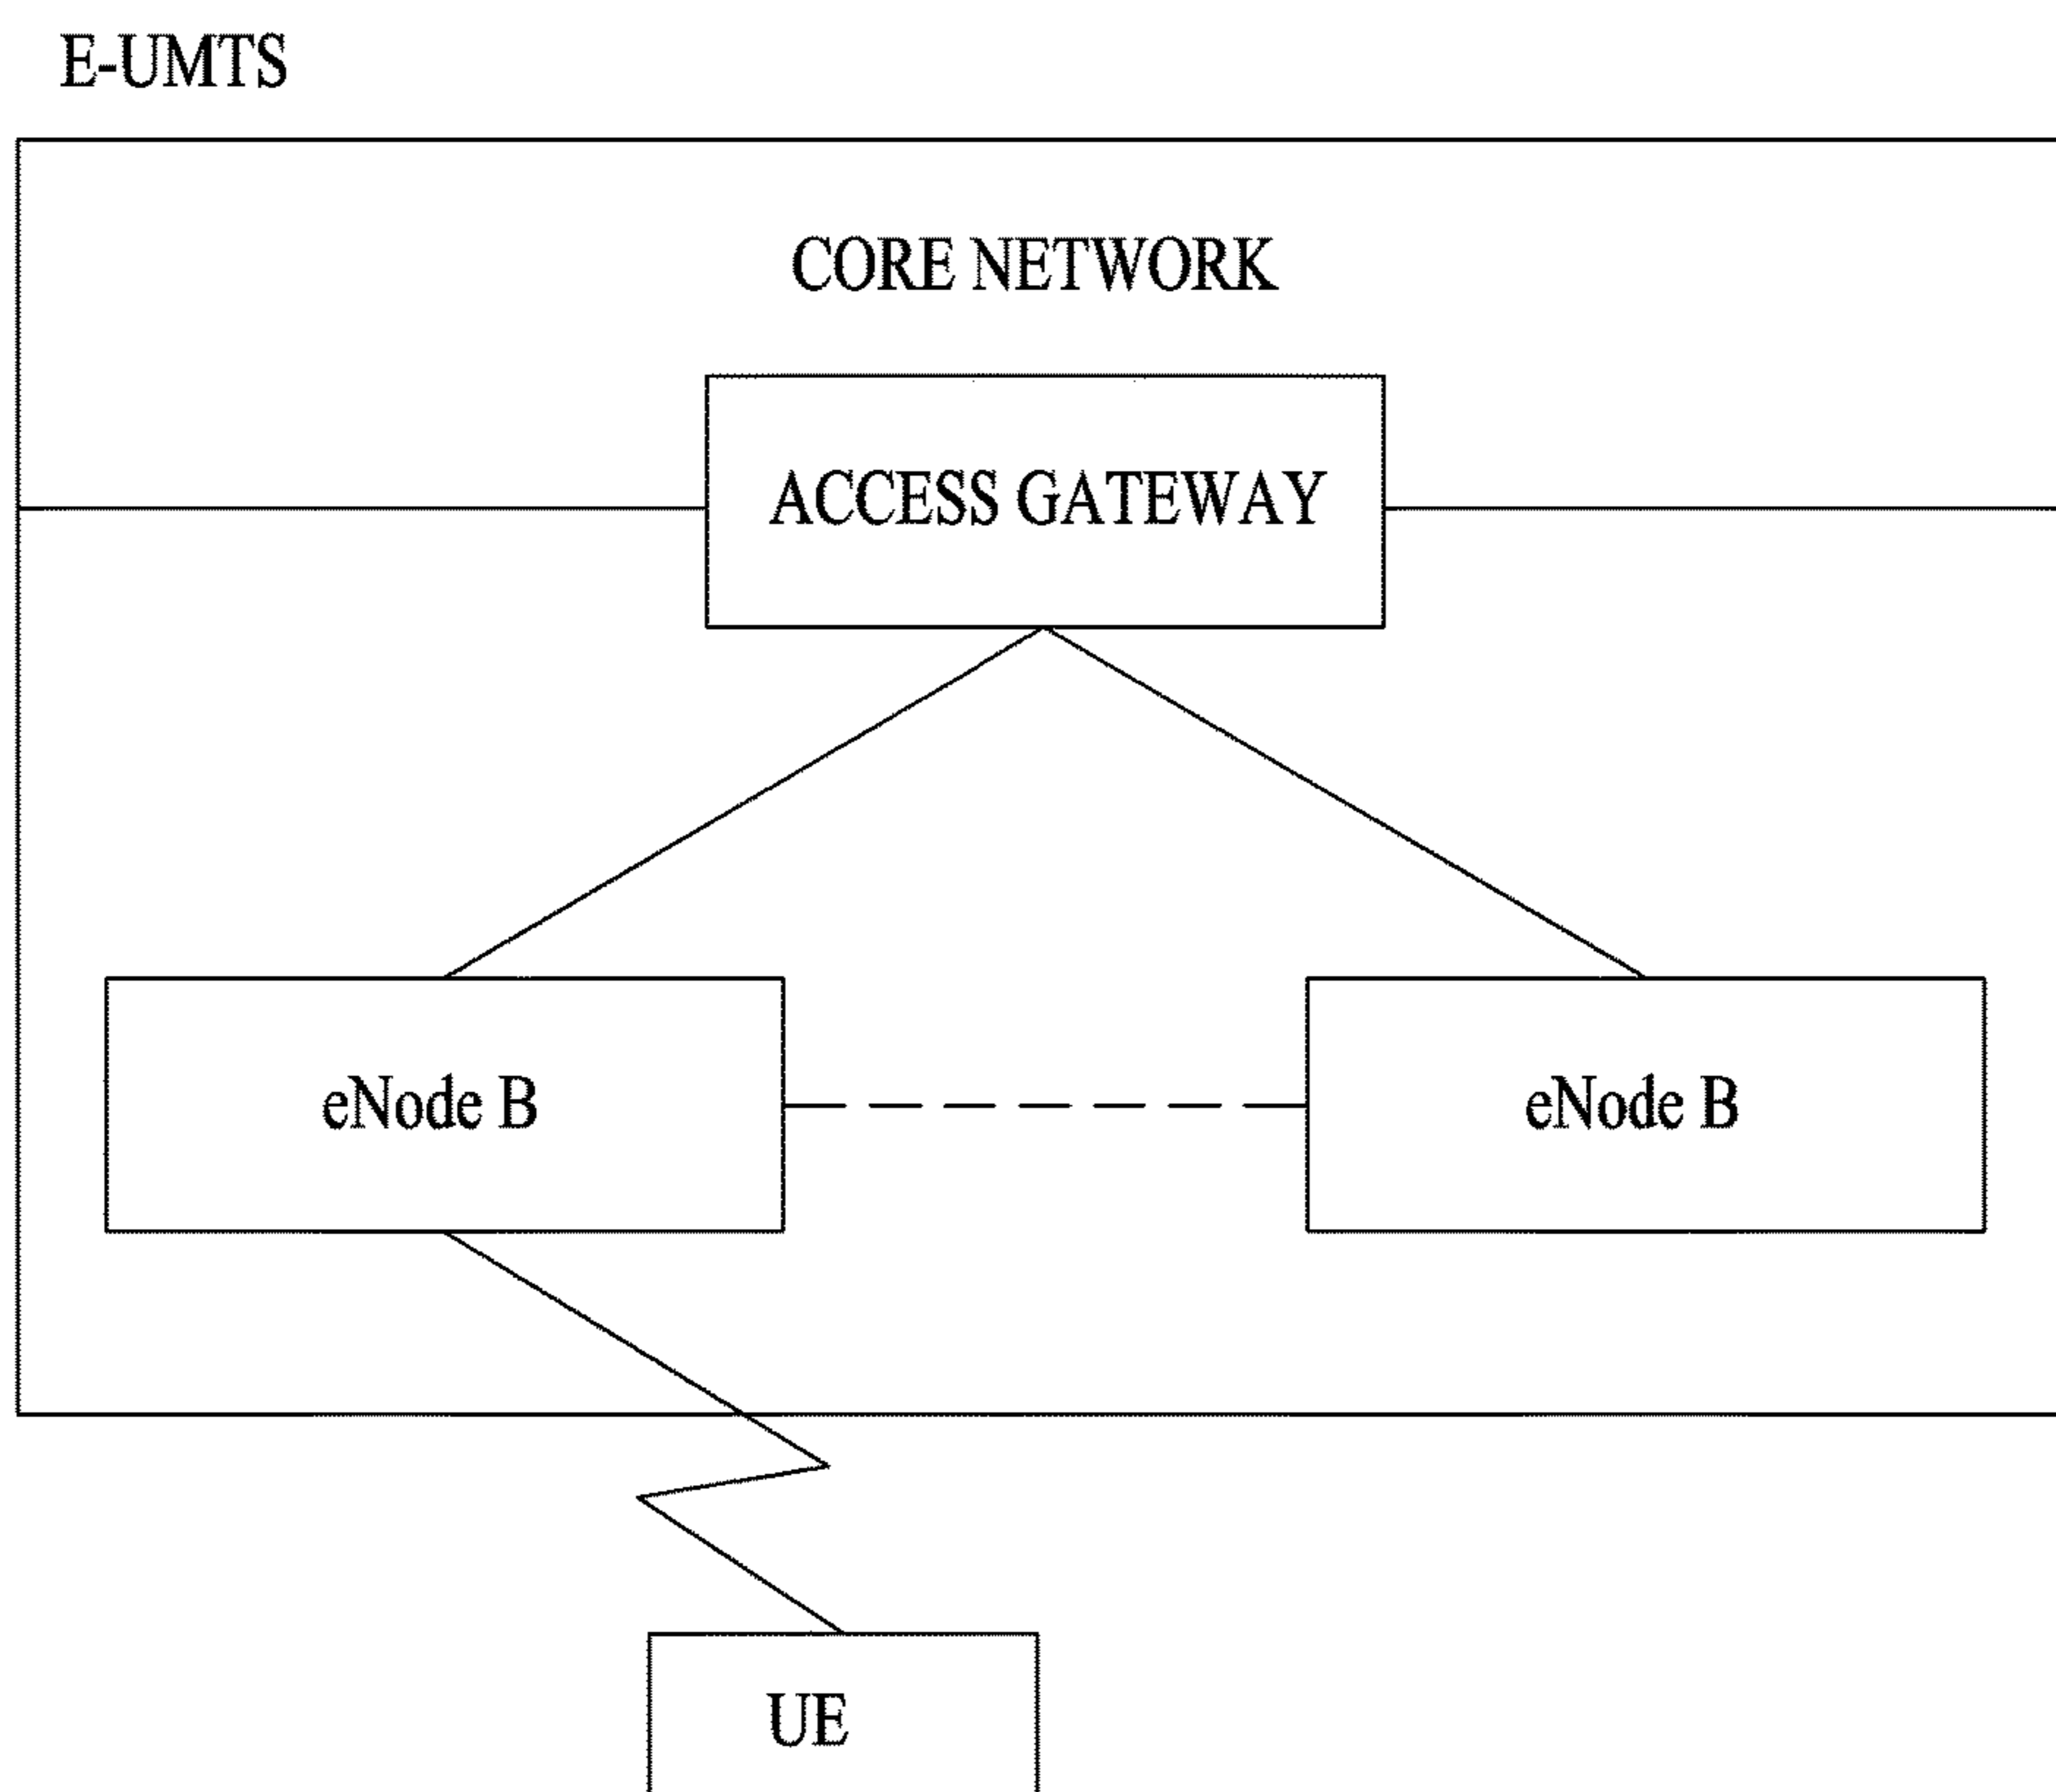 E-UMTS
CORE NETWORK
ACCESS GATEWAY
eNode B
eNode B
UE